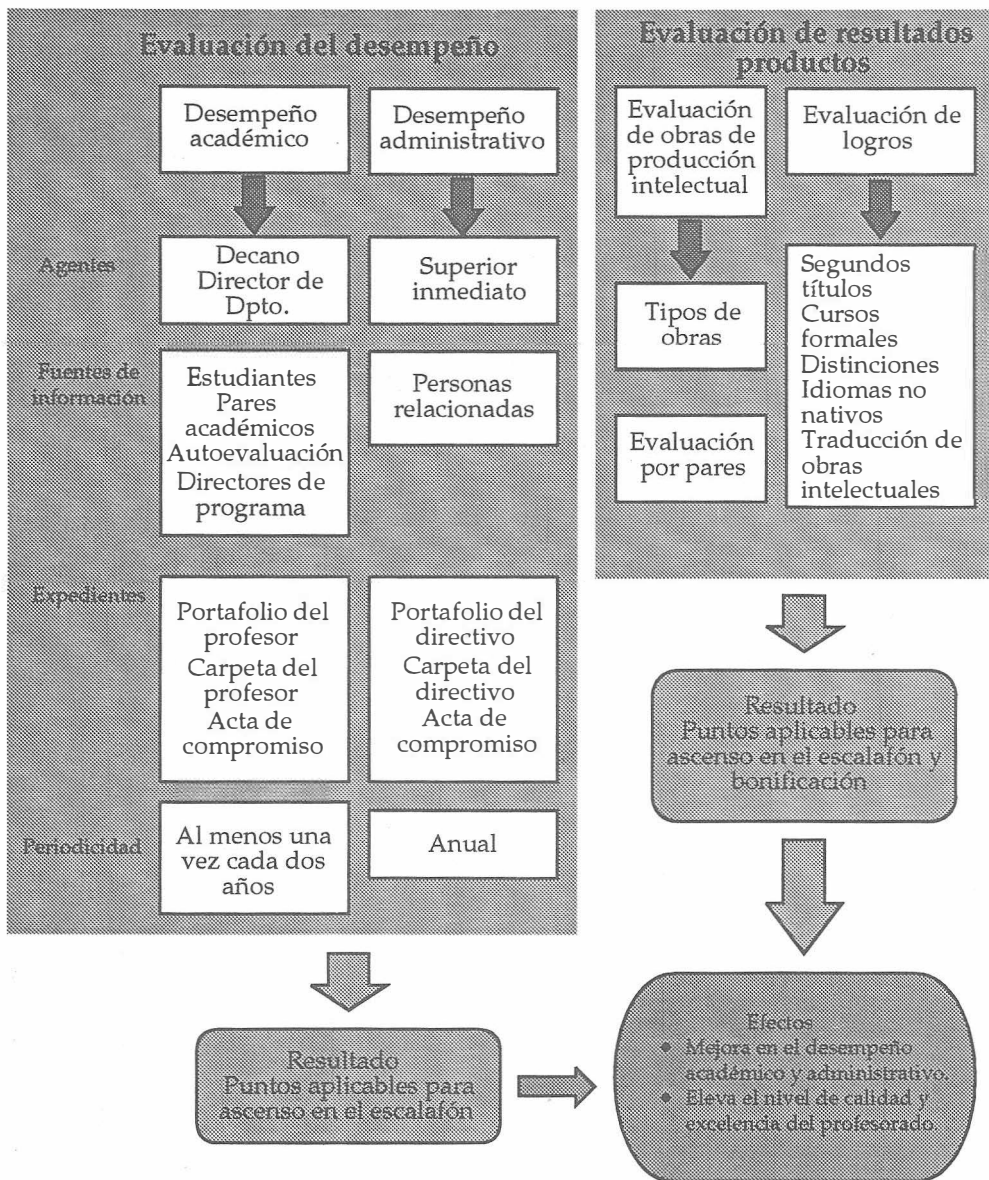 Evaluación del desempeño
Desempeño
académico
Desempeño
administrativo
Agentes
Decano
Director de
Dpto.
Superior
inmediato
Fuentes de
información
Estudiantes
Pares
académicos
Autoevaluación
Directores de
programa
Personas
relacionadas
Expedientes
Portafolio del
profesor
Carpeta del
profesor
Acta de
compromiso
Portafolio del
directivo
Carpeta del
directivo
Acta de
compromiso
Periodicidad
Al menos una
vez cada dos
años
Anual
Resultado
Puntos aplicables para
ascenso en el escalafón
Evaluación de resultados
productos
Evaluación
de obras de
producción
intelectual
Evaluación de
logros
Tipos de
obras
Evaluación
por pares
Segundos
títulos
Cursos
formales
Distinciones
Idiomas no
nativos
Traducción de
obras
intelectuales
Resultado
Puntos aplicables para
ascenso en el escalafón y
bonificación
Efectos
• Mejora en el desempeño
académico y administrativo.
• Eleva el nivel de calidad y
excelencia del profesorado.